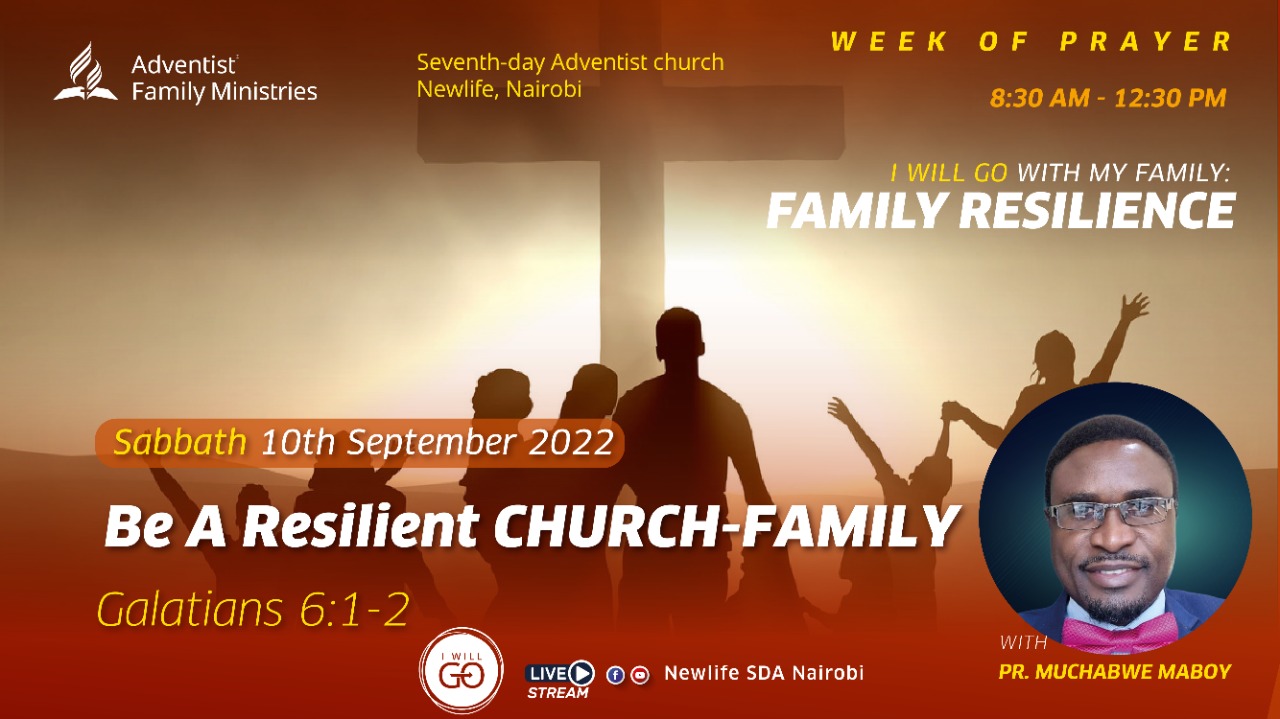 Adventist
Family Ministries
Seventh-day Adventist church
Newlife, Nairobi
WEEK OF PRAYER
8:30 AM - 12:30 PM
I WILL GO WITH MY FAMILY:
FAMILY RESILIENCE
Sabbath 10th September 2022
Be A Resilient CHURCH-FAMILY
Galatians 6:1-2
I WILL
GO
LIVE
STREAM
Newlife SDA Nairobi
WITH
PR. MUCHABWE MABOY